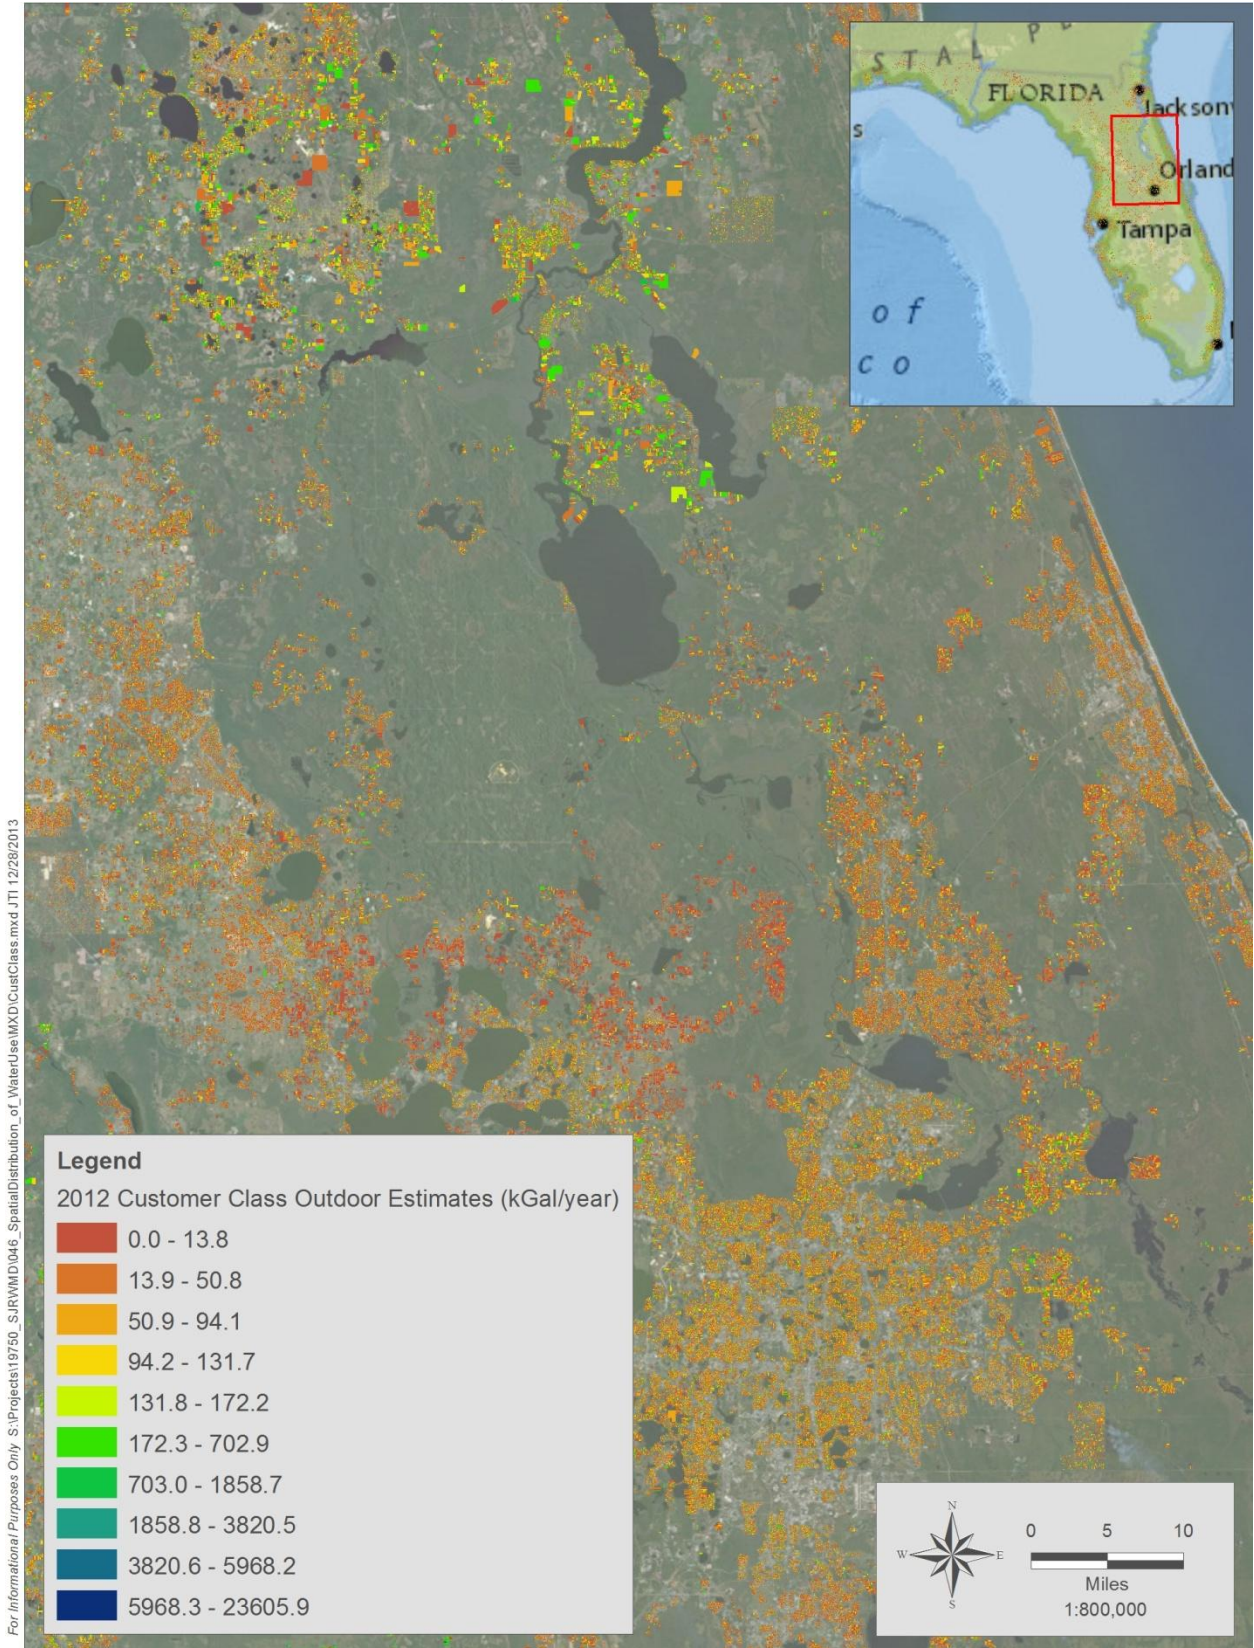 S T A L P L
FLORIDA
Jackson
s
Orland
Tampa
o f
c o
For Informational Purposes Only S:\Projects\19750_SJRWMD\046_SpatialDistribution_of_WaterUse\MXD\CustClass.mxd JTI 12/28/2013
Legend
2012 Customer Class Outdoor Estimates (kGal/year)
0.0 - 13.8
13.9 - 50.8
50.9 - 94.1
94.2 - 131.7
131.8 - 172.2
172.3 - 702.9
703.0 - 1858.7
1858.8 - 3820.5
3820.6 - 5968.2
5968.3 - 23605.9
N
W E
S
0 5 10
Miles
1:800,000